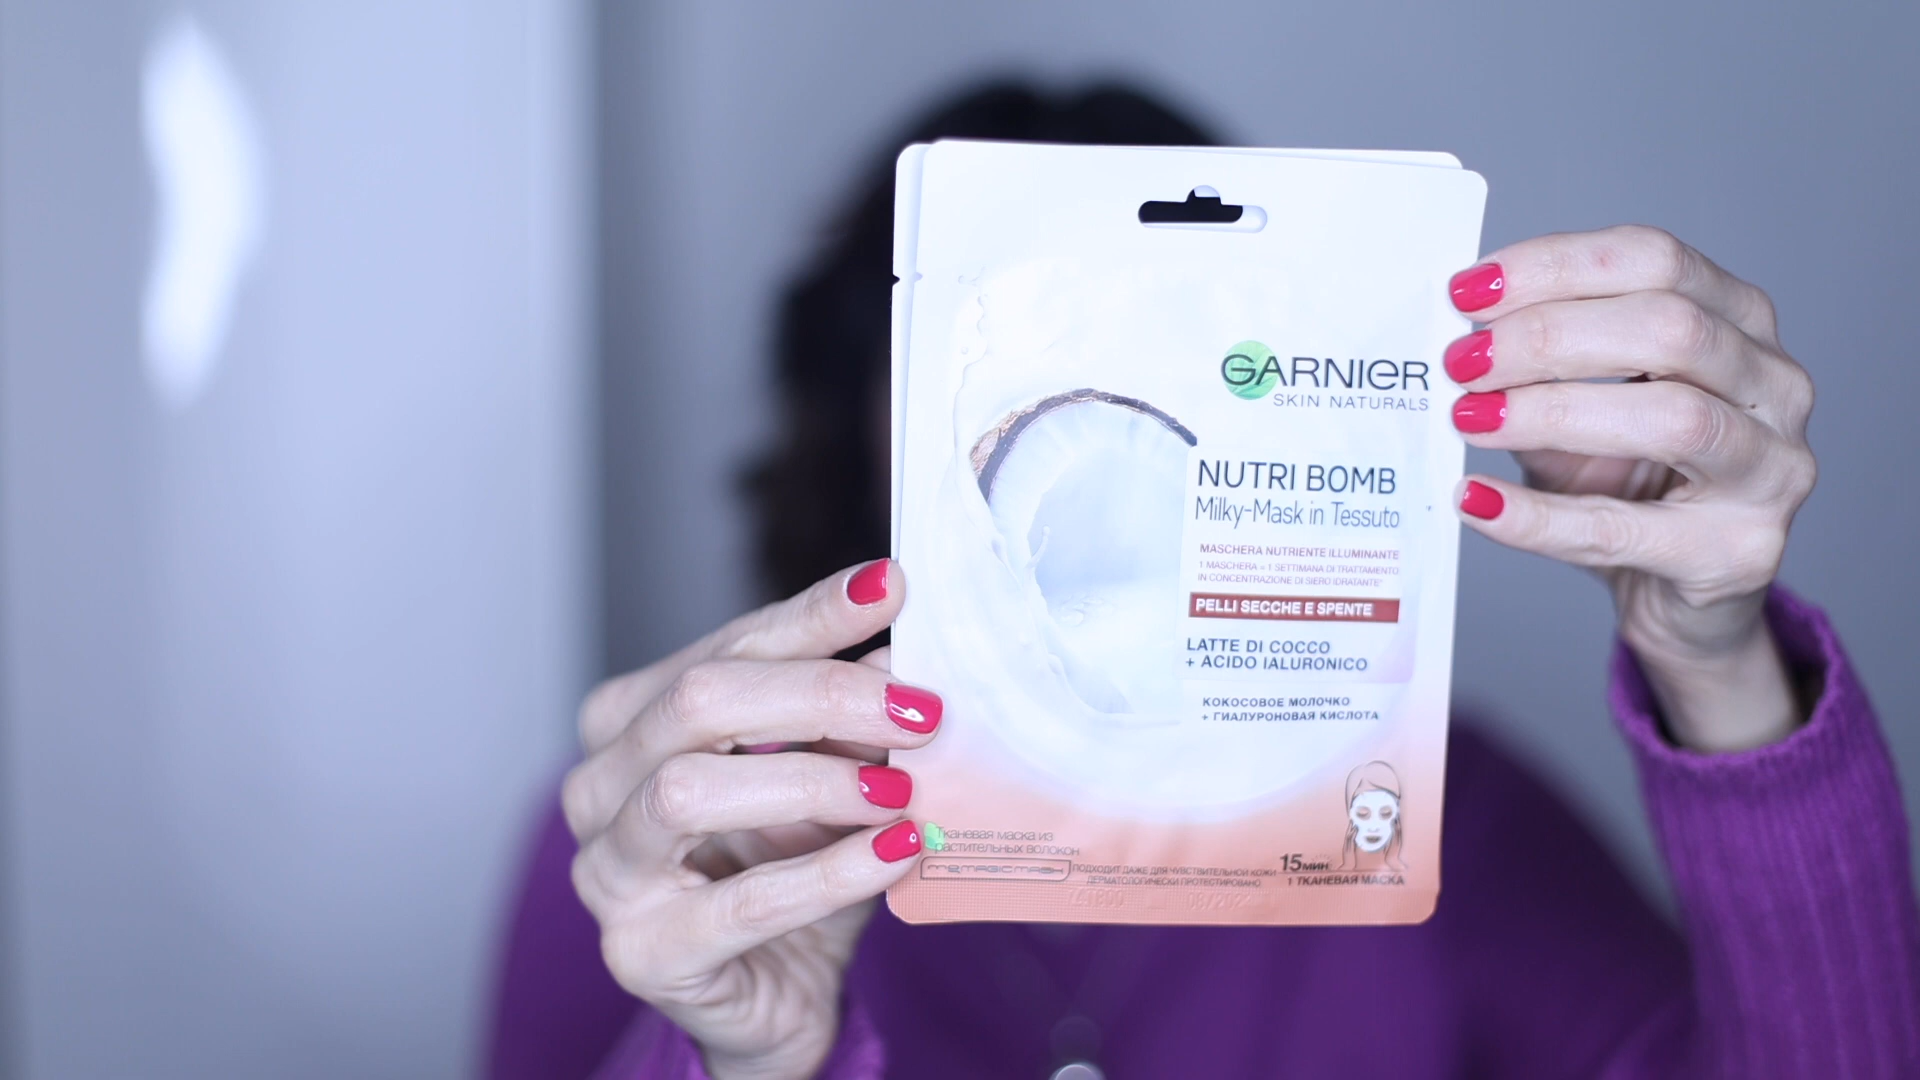 GARNIER
SKIN NATURALS
NUTRI BOMB
Milky-Mask in Tessuto
MASCHERA NUTRIENTE ILLUMINANTE
1 MASCHERA = 1 SETTIMANA DI TRATTAMENTO
IN CONCENTRAZIONE DI SIERO IDRATANTE*
PELLI SECCHE E SPENTE
LATTE DI COCCO
+ ACIDO IALURONICO
КОКОСОВОЕ МОЛОЧКО
+ ГИАЛУРОНОВАЯ КИСЛОТА
Тканевая маска из
растительных волокон
ПОДХОДИТ ДАЖЕ ДЛЯ ЧУВСТВИТЕЛЬНОЙ КОЖИ
ДЕРМАТОЛОГИЧЕСКИ ПРОТЕСТИРОВАНО
15 мин
1 ТКАНЕВАЯ МАСКА